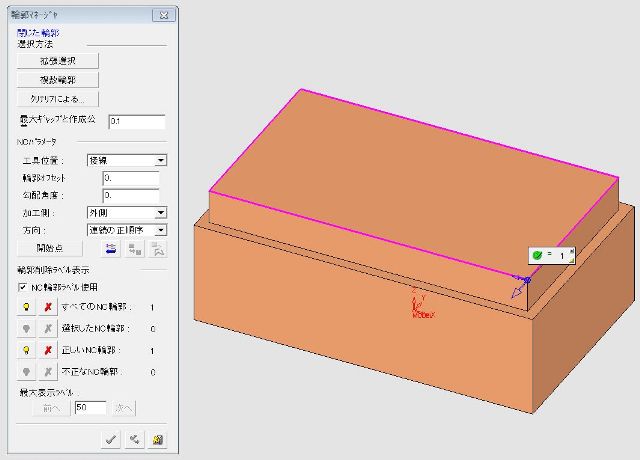 輪郭ﾏﾈｰｼﾞｬ
閉じた輪郭
選択方法
拡張選択
複数輪郭
ｸﾘﾃﾘｱによる...
最大ｷﾞｬｯﾌﾟと作成公
0.1
NCﾊﾟﾗﾒｰﾀ
工具位置： 接線
輪郭ｵﾌｾｯﾄ 0.
勾配角度： 0.
加工側： 外側
方向： 連鎖の正順序
開始点
輪郭削除ﾗﾍﾞﾙ表示
NC輪郭ﾗﾍﾞﾙ使用
すべてのNC輪郭： 1
選択したNC輪郭： 0
正しいNC輪郭： 1
不正なNC輪郭： 0
最大表示ﾗﾍﾞﾙ：
前へ 50 次へ
= 1
Z
Y
MODEL
X